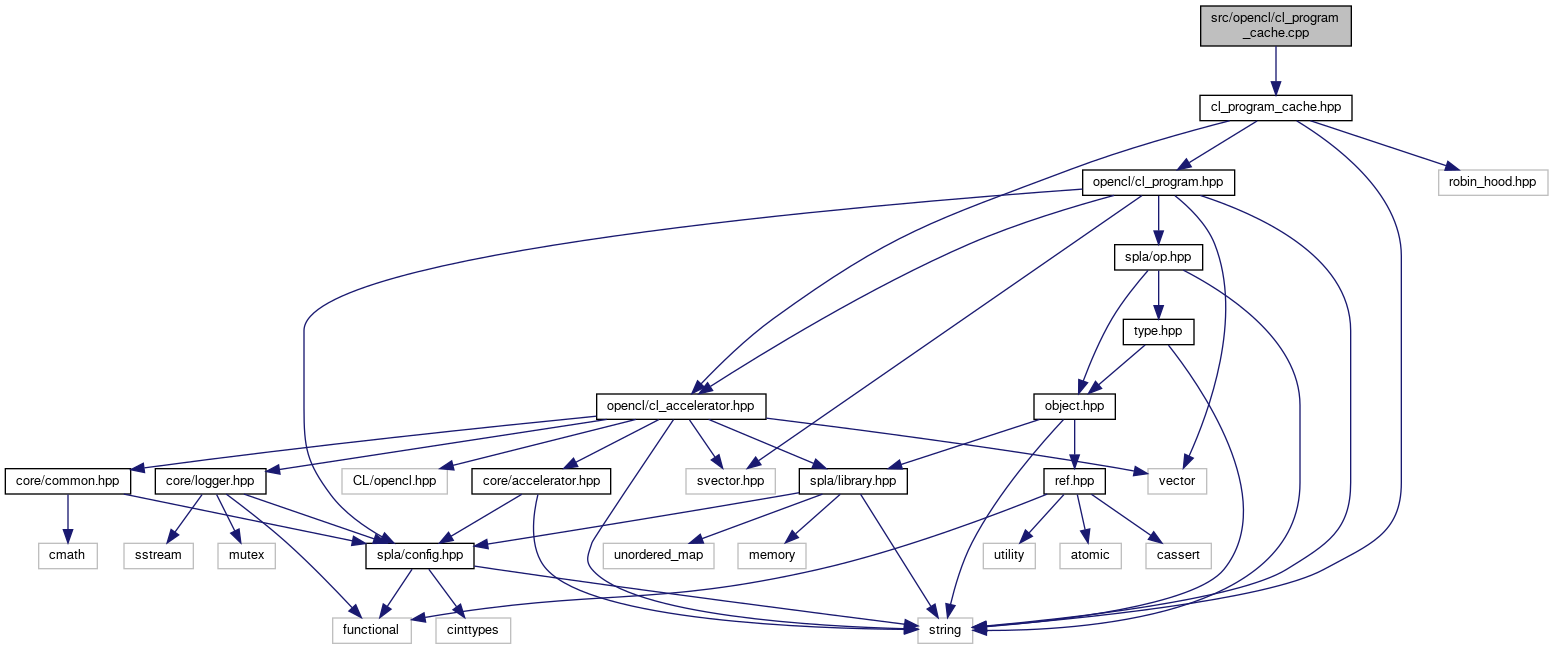 src/opencl/cl_program
_cache.cpp
cl_program_cache.hpp
opencl/cl_program.hpp
robin_hood.hpp
spla/op.hpp
type.hpp
opencl/cl_accelerator.hpp
object.hpp
core/common.hpp
core/logger.hpp
CL/opencl.hpp
core/accelerator.hpp
svector.hpp
spla/library.hpp
ref.hpp
vector
cmath
sstream
mutex
spla/config.hpp
unordered_map
memory
utility
atomic
cassert
functional
cinttypes
string